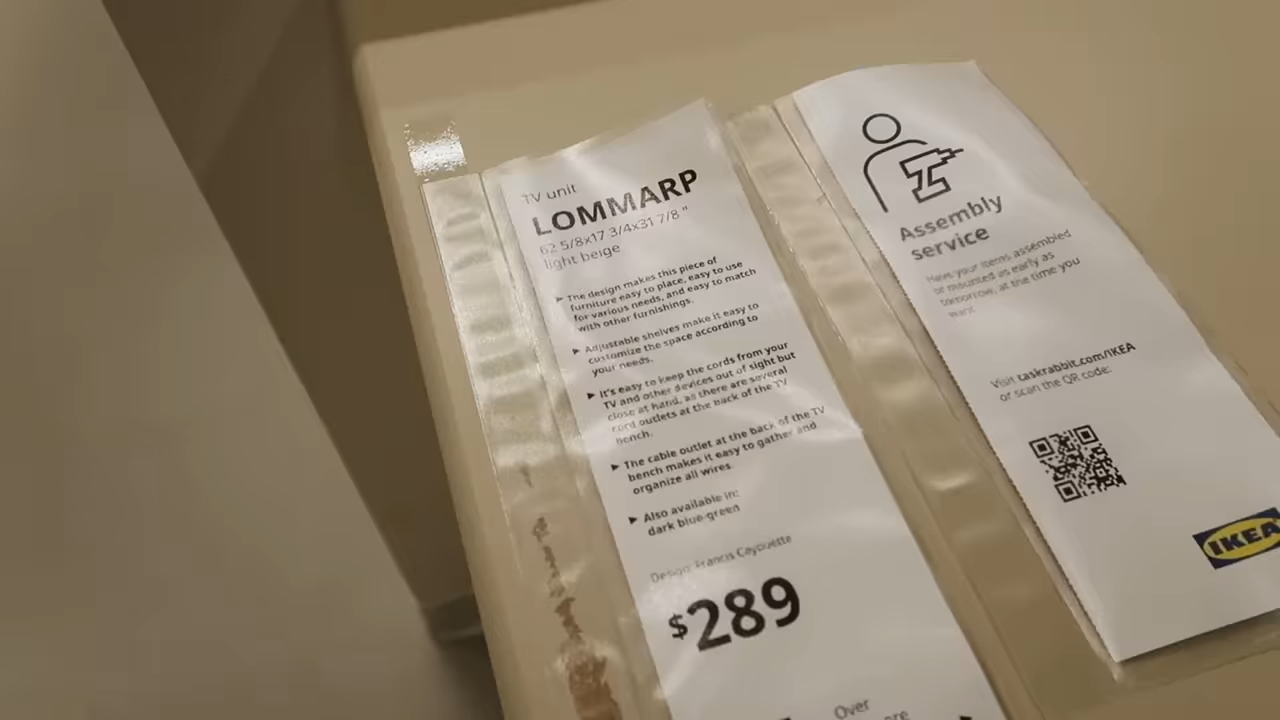 TV unit
LOMMARP
62 5/8x17 3/4x31 7/8 "
light beige
► The design makes this piece of
furniture easy to place, easy to use
for various needs, and easy to match
with other furnishings.
► Adjustable shelves make it easy to
customize the space according to
your needs.
► It's easy to keep the cords from your
TV and other devices out of sight but
close at hand, as there are several
cord outlets at the back of the TV
bench.
► The cable outlet at the back of the TV
bench makes it easy to gather and
organize all wires.
► Also available in:
dark blue-green
Design: Francis Cayouette
$289
Over
Assembly
service
Have your items assembled
or mounted as early as
tomorrow, at the time you
want.
Visit taskrabbit.com/IKEA
or scan the QR code:
IKEA